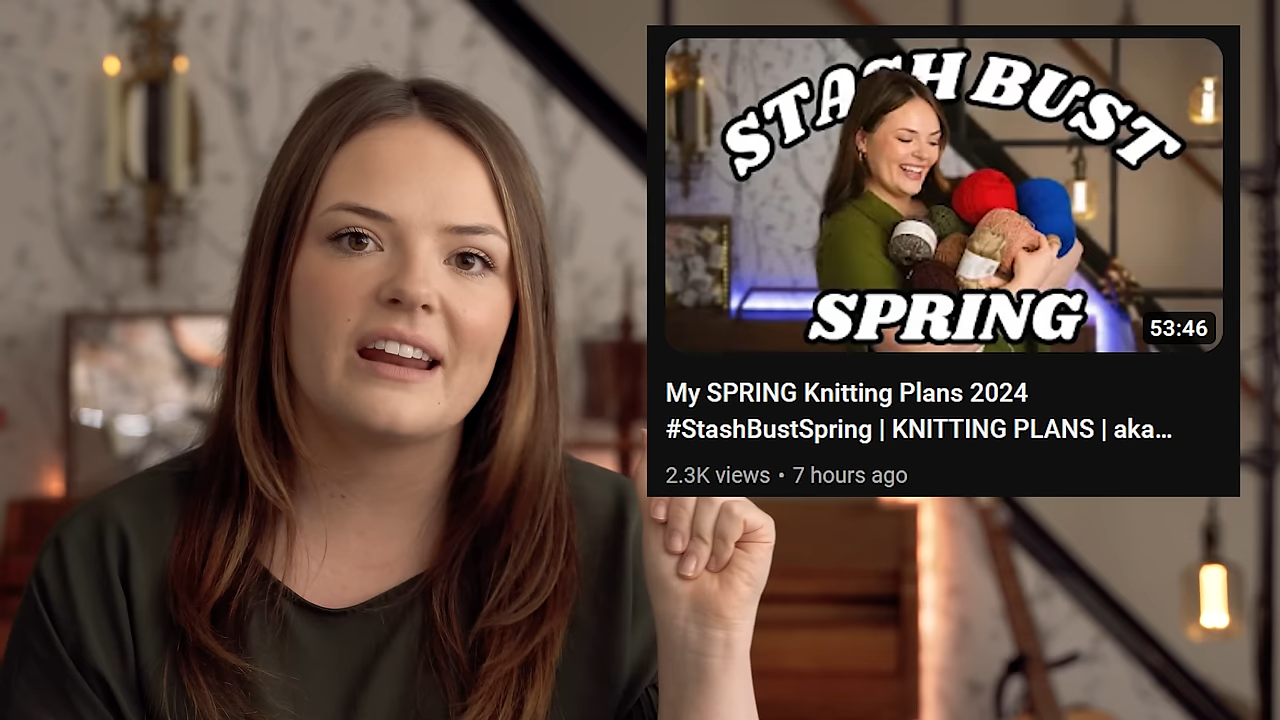 STASH BUST
SPRING
53:46
My SPRING Knitting Plans 2024
#StashBustSpring | KNITTING PLANS | aka...
2.3K views • 7 hours ago